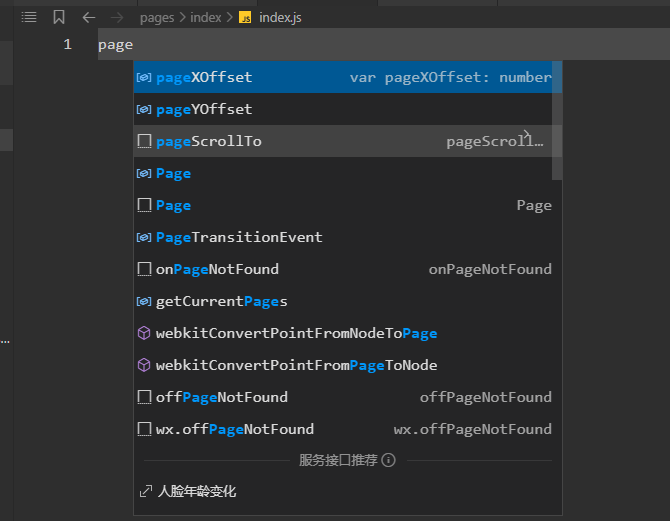 pages › index › JS index.js
1 page
pageXOffset var pageXOffset: number
pageYOffset
pageScrollTo pageScroll…
Page
Page Page
PageTransitionEvent
onPageNotFound onPageNotFound
getCurrentPages
webkitConvertPointFromNodeToPage
webkitConvertPointFromPageToNode
offPageNotFound offPageNotFound
wx.offPageNotFound wx.offPageNotFound
服务接口推荐
人脸年龄变化
…